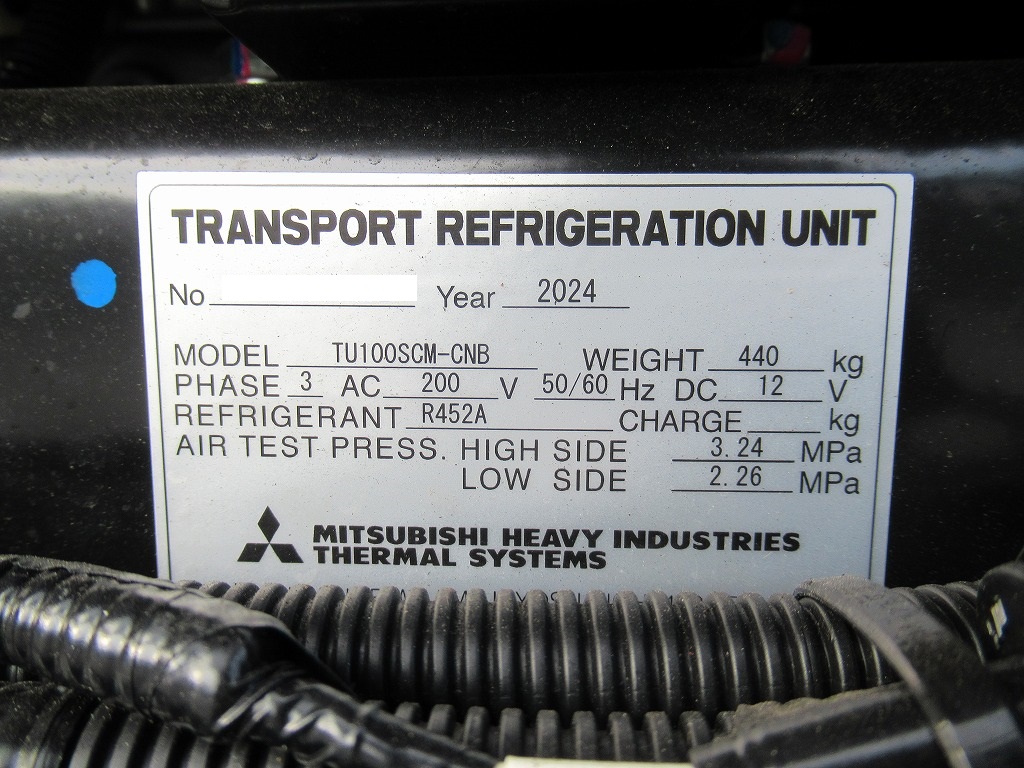 TRANSPORT REFRIGERATION UNIT
No Year 2024
MODEL TU100SCM-CNB WEIGHT 440 kg
PHASE 3 AC 200 V 50/60 Hz DC 12 V
REFRIGERANT R452A CHARGE kg
AIR TEST PRESS. HIGH SIDE 3.24 MPa
LOW SIDE 2.26 MPa
MITSUBISHI HEAVY INDUSTRIES
THERMAL SYSTEMS